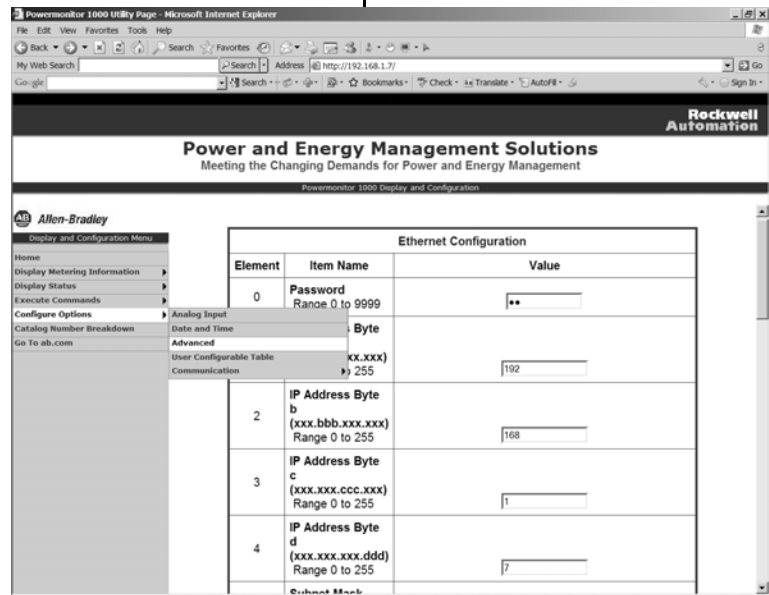 Powermonitor 1000 Utility Page - Microsoft Internet Explorer
File Edit View Favorites Tools Help
Back Search Favorites
My Web Search Search Address http://192.168.1.7/ Go
Google Search Bookmarks Check Translate AutoFill Sign In
Rockwell
Automation
Power and Energy Management Solutions
Meeting the Changing Demands for Power and Energy Management
Powermonitor 1000 Display and Configuration
AB Allen-Bradley
Display and Configuration Menu
Home
Display Metering Information
Display Status
Execute Commands
Configure Options
Catalog Number Breakdown
Go To ab.com
Analog Input
Date and Time
Advanced
User Configurable Table
Communication
Ethernet Configuration
Element Item Name Value
0 Password
Range 0 to 9999 ••
Byte
xx.xxx)
255 192
IP Address Byte
b
2 (xxx.bbb.xxx.xxx)
Range 0 to 255 168
IP Address Byte
c
3 (xxx.xxx.ccc.xxx)
Range 0 to 255 1
IP Address Byte
d
4 (xxx.xxx.xxx.ddd)
Range 0 to 255 7
Subnet Mask